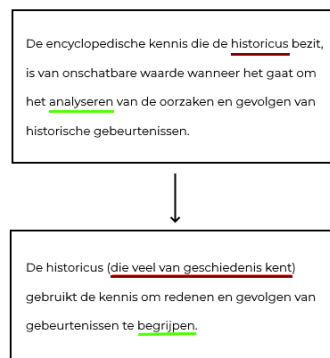 De encyclopedische kennis die de historicus bezit,
is van onschatbare waarde wanneer het gaat om
het analyseren van de oorzaken en gevolgen van
historische gebeurtenissen.
De historicus (die veel van geschiedenis kent)
gebruikt de kennis om redenen en gevolgen van
gebeurtenissen te begrijpen.